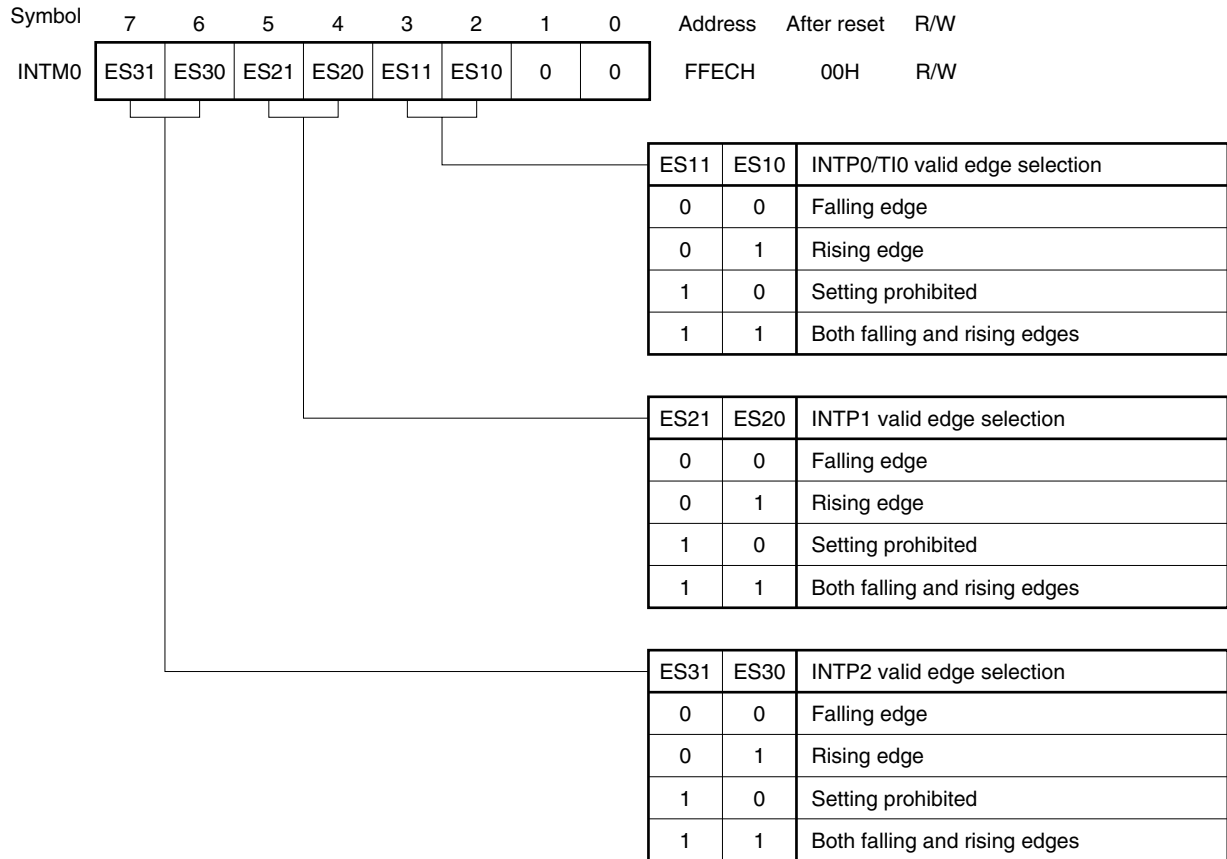 Symbol 7 6 5 4 3 2 1 0 Address After reset R/W
INTM0 ES31 ES30 ES21 ES20 ES11 ES10 0 0 FFECH 00H R/W
ES11 ES10 INTP0/TI0 valid edge selection
0 0 Falling edge
0 1 Rising edge
1 0 Setting prohibited
1 1 Both falling and rising edges
ES21 ES20 INTP1 valid edge selection
0 0 Falling edge
0 1 Rising edge
1 0 Setting prohibited
1 1 Both falling and rising edges
ES31 ES30 INTP2 valid edge selection
0 0 Falling edge
0 1 Rising edge
1 0 Setting prohibited
1 1 Both falling and rising edges